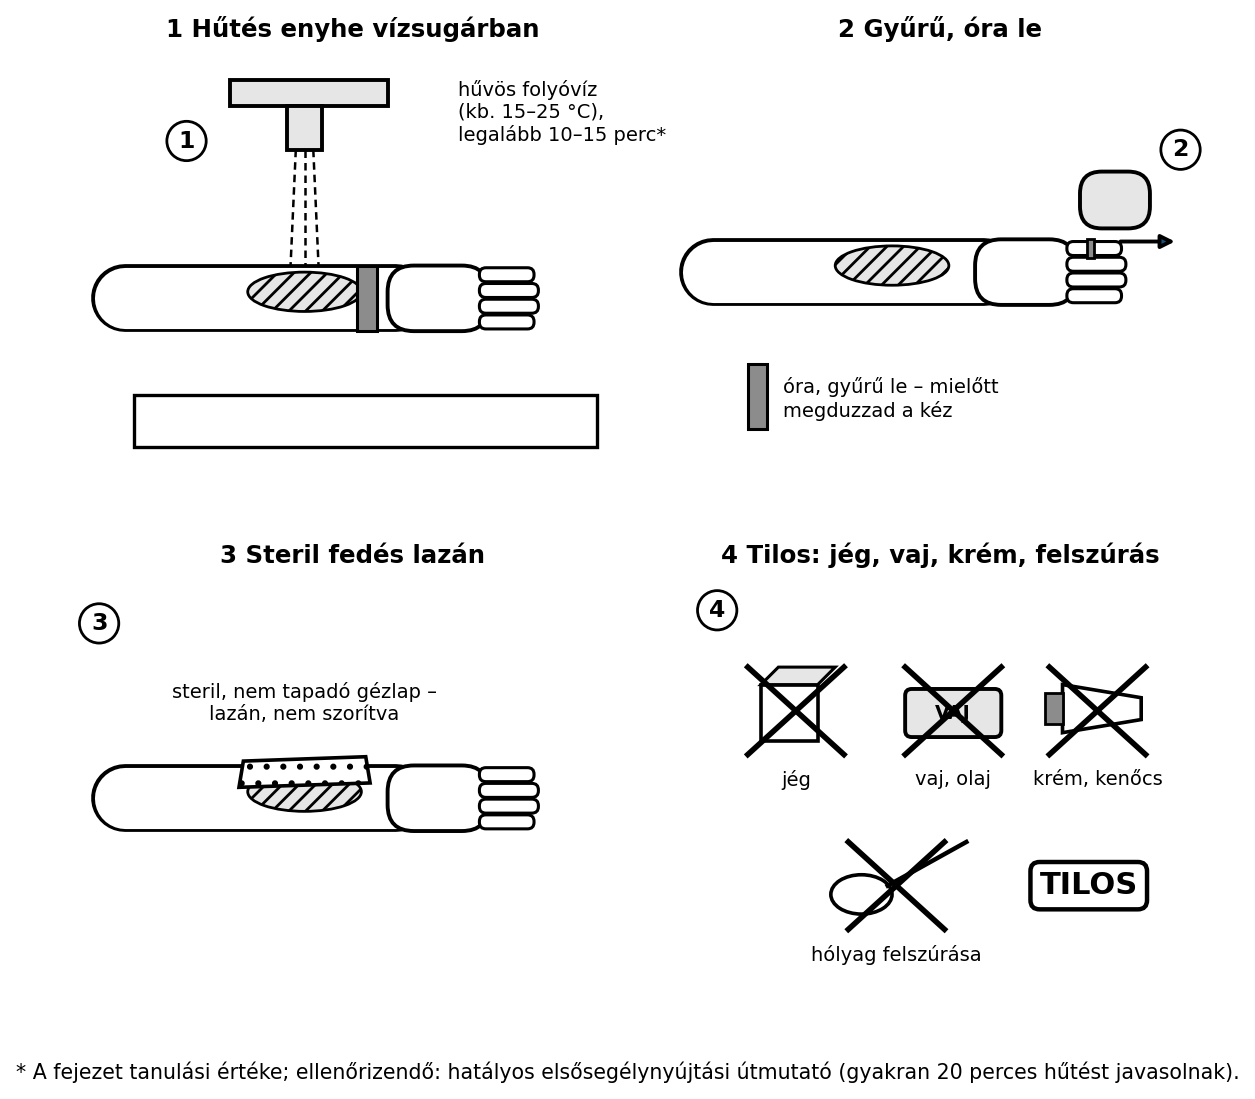 1 Hűtés enyhe vízsugárban
hűvös folyóvíz
(kb. 15–25 °C),
legalább 10–15 perc*
1
2 Gyűrű, óra le
2
óra, gyűrű le – mielőtt
megduzzad a kéz
3 Steril fedés lazán
3
steril, nem tapadó gézlap –
lazán, nem szorítva
4 Tilos: jég, vaj, krém, felszúrás
4
VAJ
jég
vaj, olaj
krém, kenőcs
hólyag felszúrása
TILOS
* A fejezet tanulási értéke; ellenőrizendő: hatályos elsősegélynyújtási útmutató (gyakran 20 perces hűtést javasolnak).